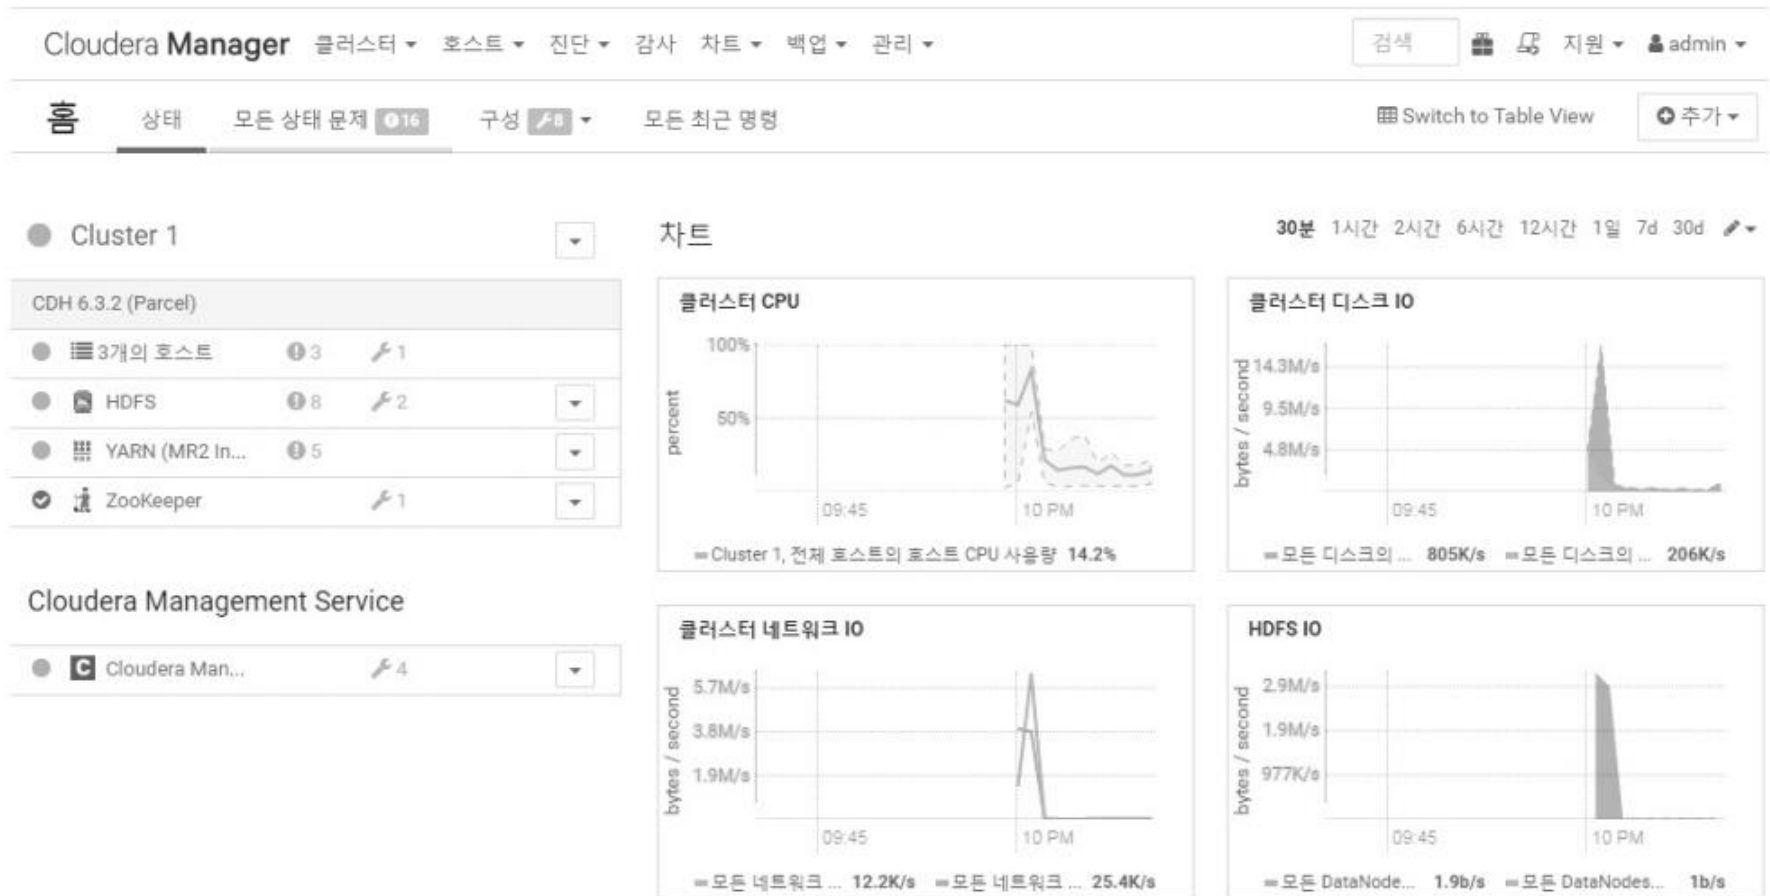 Cloudera Manager 클러스터 호스트 진단 감사 차트 백업 관리 검색 지원 admin
홈 상태 모든 상태 문제 16 구성 8 모든 최근 명령 Switch to Table View 추가
Cluster 1
CDH 6.3.2 (Parcel)
3개의 호스트 3 1
HDFS 8 2
YARN (MR2 In... 5
ZooKeeper 1
Cloudera Management Service
C Cloudera Man... 4
차트 30분 1시간 2시간 6시간 12시간 1일 7d 30d
클러스터 CPU
percent
100%
50%
09:45 10 PM
Cluster 1, 전체 호스트의 호스트 CPU 사용량 14.2%
클러스터 디스크 IO
bytes / second
14.3M/s
9.5M/s
4.8M/s
09:45 10 PM
모든 디스크의 ... 805K/s 모든 디스크의 ... 206K/s
클러스터 네트워크 IO
bytes / second
5.7M/s
3.8M/s
1.9M/s
09:45 10 PM
모든 네트워크 ... 12.2K/s 모든 네트워크 ... 25.4K/s
HDFS IO
bytes / second
2.9M/s
1.9M/s
977K/s
09:45 10 PM
모든 DataNode... 1.9b/s 모든 DataNodes... 1b/s